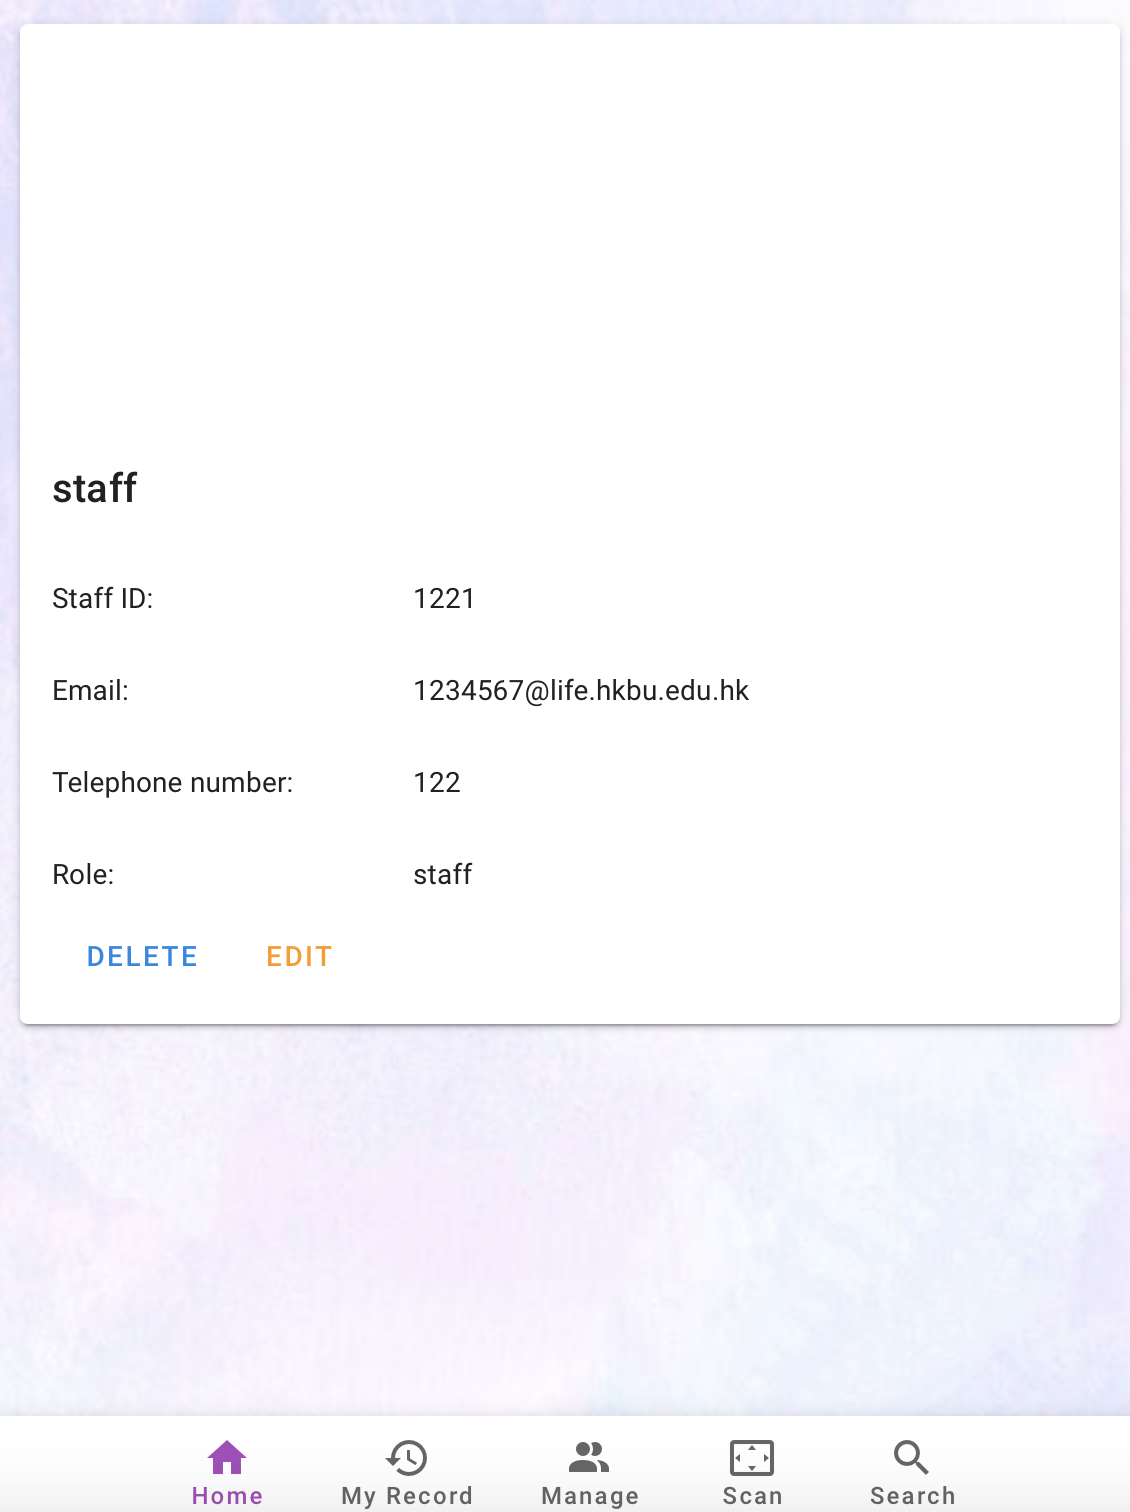 staff
Staff ID: 1221
Email: 1234567@life.hkbu.edu.hk
Telephone number: 122
Role: staff
DELETE EDIT
Home My Record Manage Scan Search